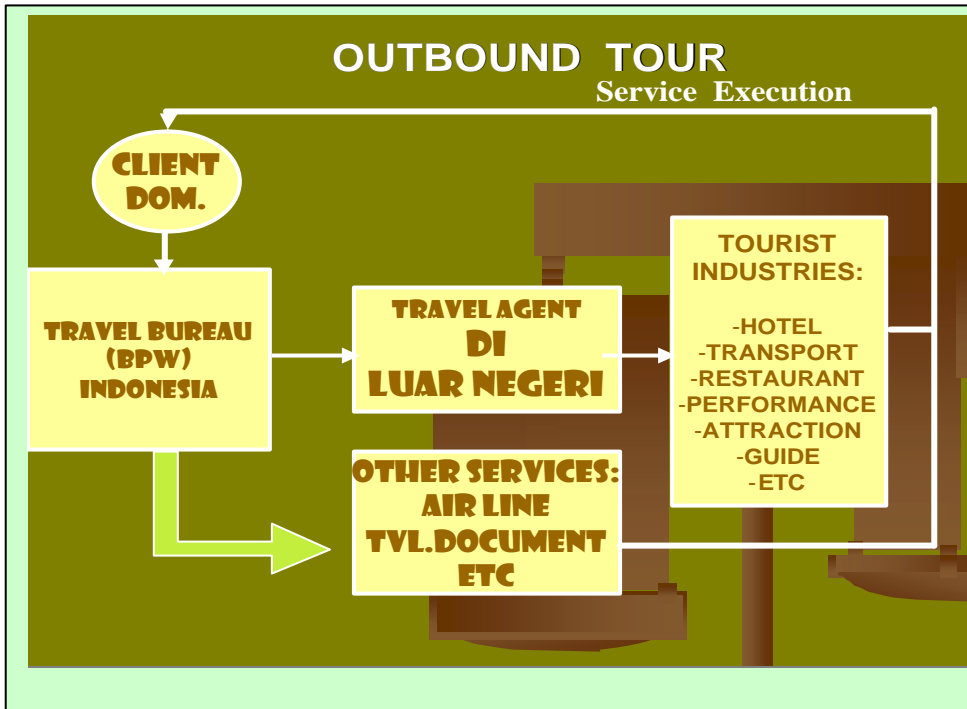 OUTBOUND TOUR
Service Execution
CLIENT
DOM.
TRAVEL BUREAU
(BPW)
INDONESIA
TRAVEL AGENT
DI
LUAR NEGERI
OTHER SERVICES:
AIR LINE
TVL.DOCUMENT
ETC
TOURIST
INDUSTRIES:
-HOTEL
-TRANSPORT
-RESTAURANT
-PERFORMANCE
-ATTRACTION
-GUIDE
-ETC